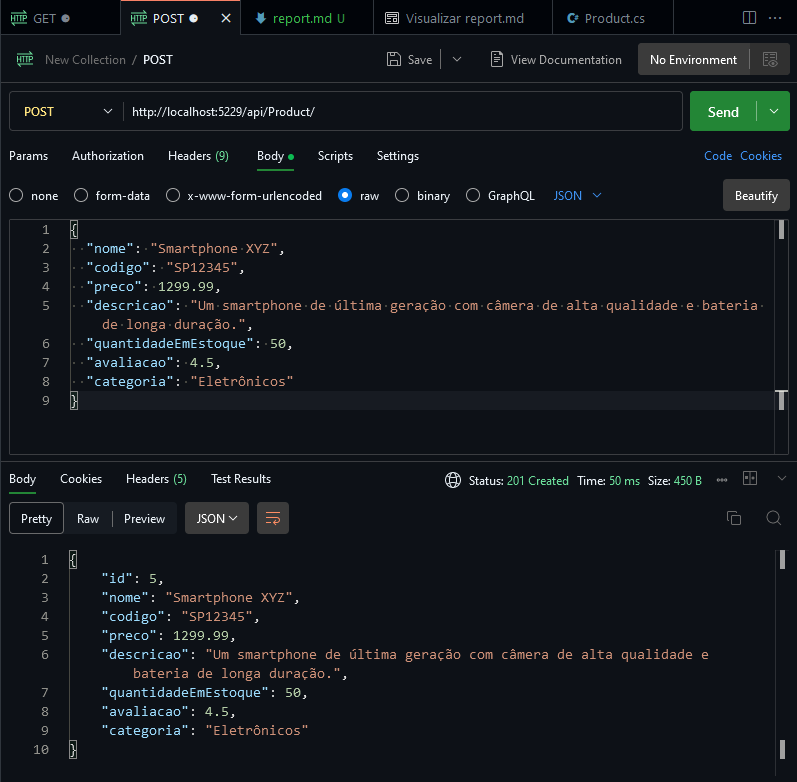 HTTP GET HTTP POST report.md U Visualizar report.md C# Product.cs
HTTP New Collection / POST Save View Documentation No Environment
POST http://localhost:5229/api/Product/ Send
Params Authorization Headers (9) Body Scripts Settings Code Cookies
none form-data x-www-form-urlencoded raw binary GraphQL JSON Beautify
1 {
2 "nome": "Smartphone XYZ",
3 "codigo": "SP12345",
4 "preco": 1299.99,
5 "descricao": "Um smartphone de última geração com câmera de alta qualidade e bateria
de longa duração.",
6 "quantidadeEmEstoque": 50,
7 "avaliacao": 4.5,
8 "categoria": "Eletrônicos"
9 }
Body Cookies Headers (5) Test Results Status: 201 Created Time: 50 ms Size: 450 B
Pretty Raw Preview JSON
1 {
2 "id": 5,
3 "nome": "Smartphone XYZ",
4 "codigo": "SP12345",
5 "preco": 1299.99,
6 "descricao": "Um smartphone de última geração com câmera de alta qualidade e
bateria de longa duração.",
7 "quantidadeEmEstoque": 50,
8 "avaliacao": 4.5,
9 "categoria": "Eletrônicos"
10 }